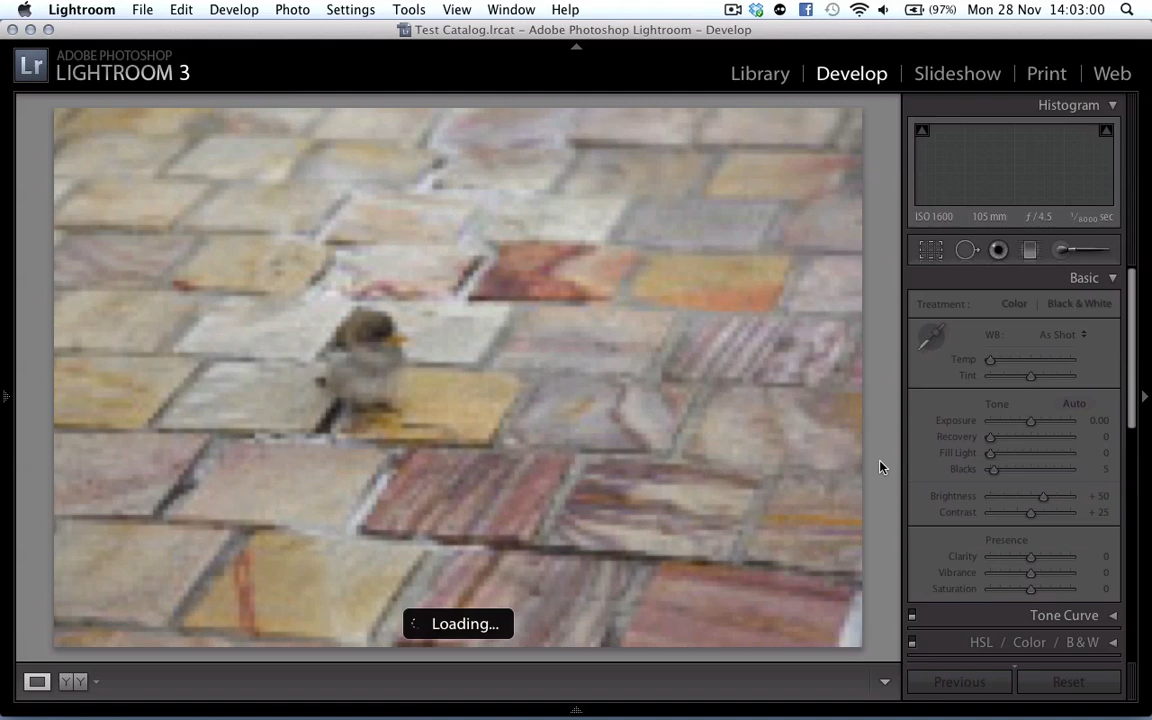 Lightroom File Edit Develop Photo Settings Tools View Window Help (97%) Mon 28 Nov 14:03:00
Test Catalog.lrcat – Adobe Photoshop Lightroom – Develop
Lr ADOBE PHOTOSHOP
LIGHTROOM 3
Library | Develop | Slideshow | Print | Web
Histogram
ISO 1600 105 mm ƒ / 4.5 1/8000 sec
Basic
Treatment : Color | Black & White
WB : As Shot
Temp
Tint
Tone Auto
Exposure 0.00
Recovery 0
Fill Light 0
Blacks 5
Brightness + 50
Contrast + 25
Presence
Clarity 0
Vibrance 0
Saturation 0
Tone Curve
HSL / Color / B & W
Loading...
Y Y
Previous Reset